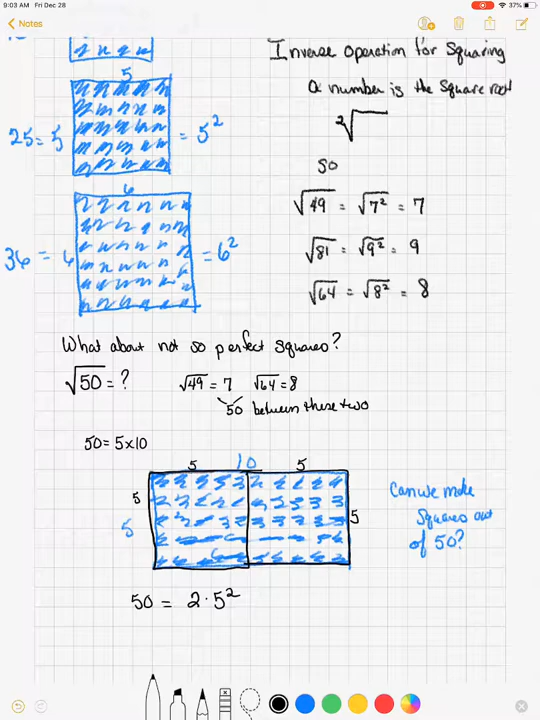 9:03 AM Fri Dec 28
37%
Notes
Inverse Operation for Squaring
a number is the square root
²√
so
5
25 = 5 = 5²
√49 = √7² = 7
6
36 = 6 = 6²
√81 = √9² = 9
√64 = √8² = 8
What about not so perfect squares?
√50 = ?
√49 = 7 √64 = 8
50 between these two
50 = 5 x 10
5 10 5
5
5
5
Can we make
squares out
of 50?
50 = 2·5²